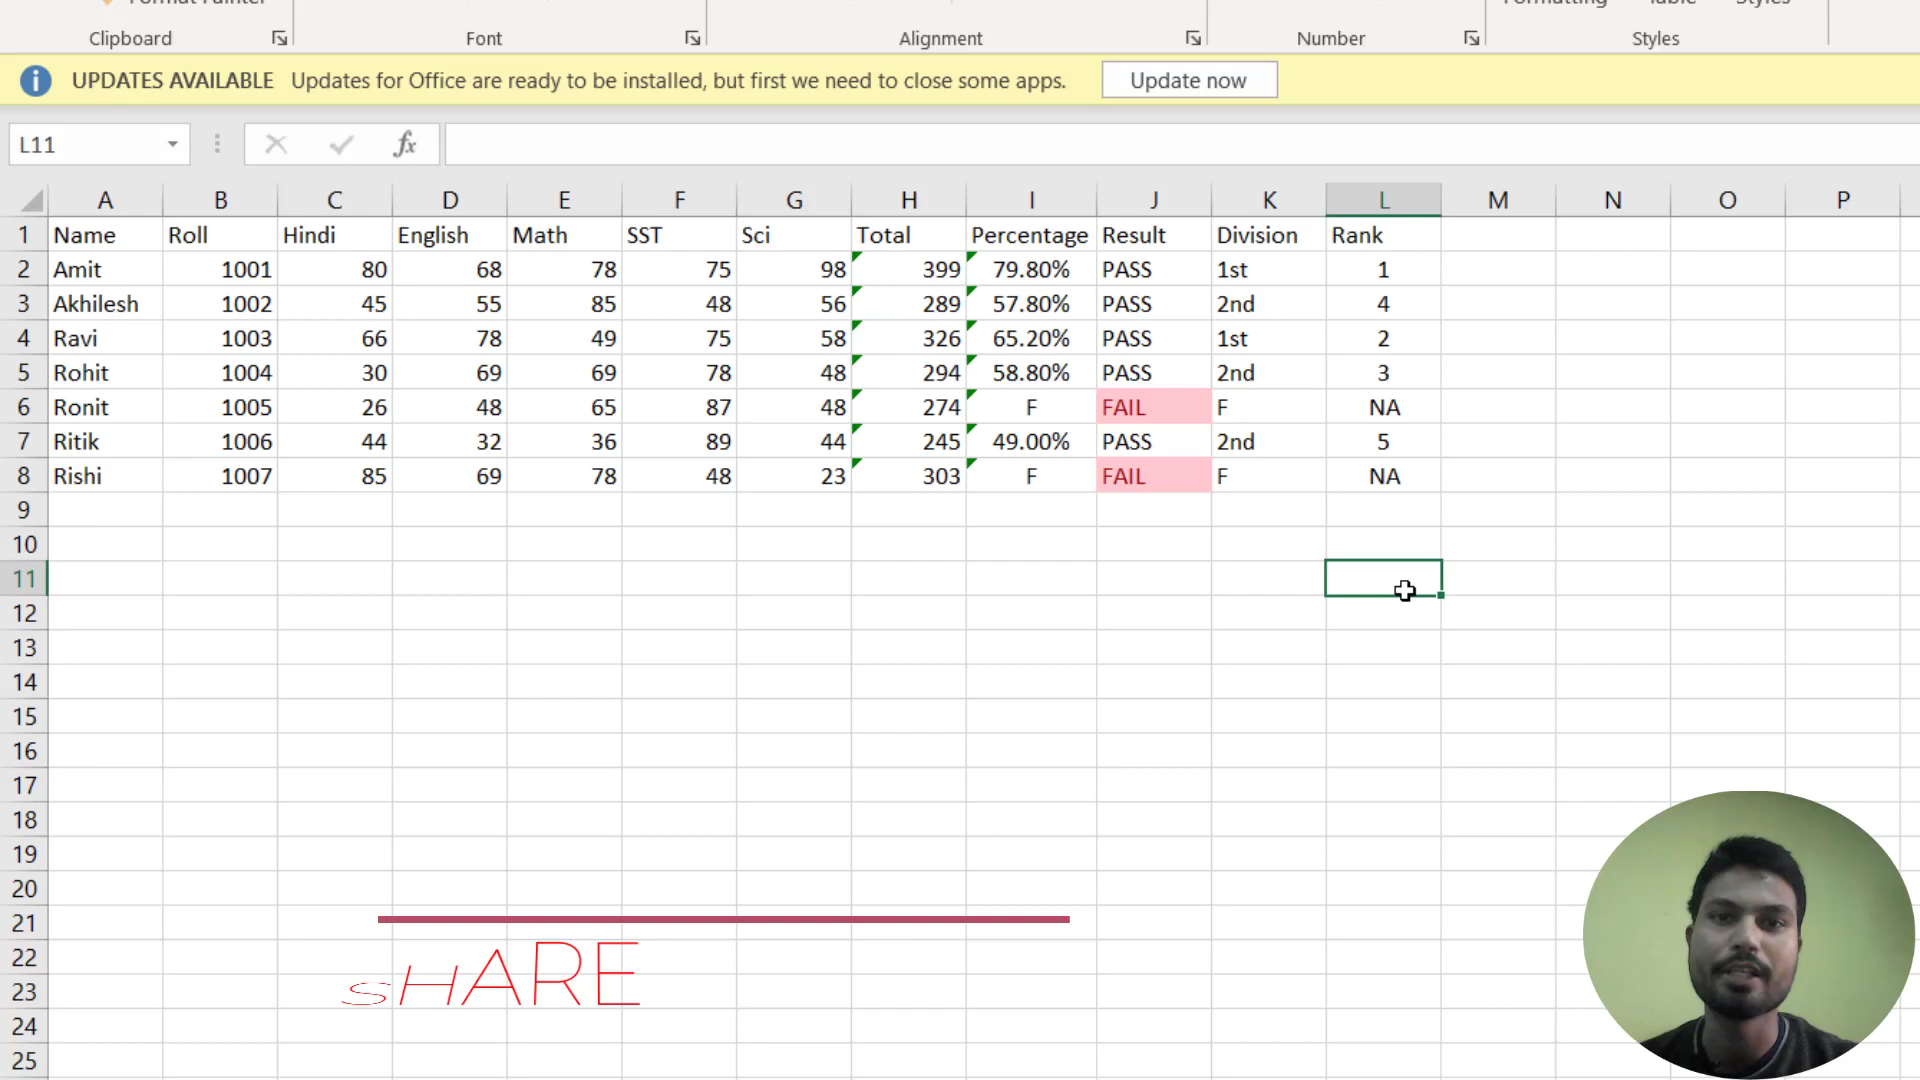 Format Painter
Formatting Table Styles
Clipboard Font Alignment Number Styles
UPDATES AVAILABLE Updates for Office are ready to be installed, but first we need to close some apps. Update now
L11 fx
A B C D E F G H I J K L M N O P
1 Name Roll Hindi English Math SST Sci Total Percentage Result Division Rank
2 Amit 1001 80 68 78 75 98 399 79.80% PASS 1st 1
3 Akhilesh 1002 45 55 85 48 56 289 57.80% PASS 2nd 4
4 Ravi 1003 66 78 49 75 58 326 65.20% PASS 1st 2
5 Rohit 1004 30 69 69 78 48 294 58.80% PASS 2nd 3
6 Ronit 1005 26 48 65 87 48 274 F FAIL F NA
7 Ritik 1006 44 32 36 89 44 245 49.00% PASS 2nd 5
8 Rishi 1007 85 69 78 48 23 303 F FAIL F NA
9
10
11
12
13
14
15
16
17
18
19
20
21
22
23
24
25
SHARE